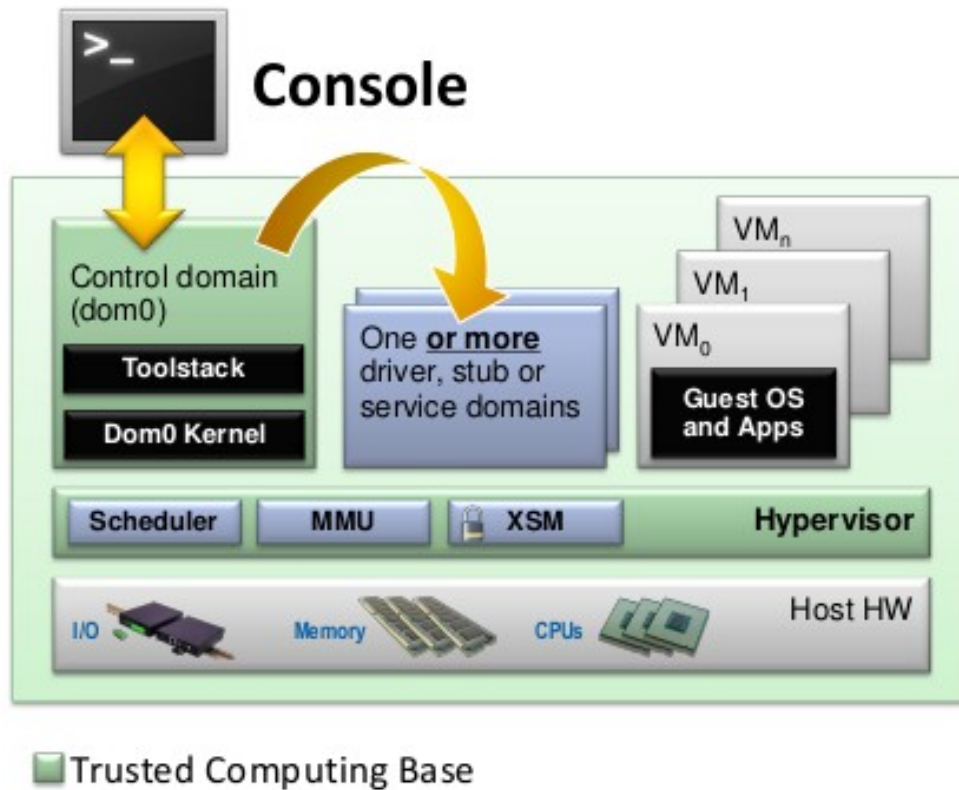 >_
Console
Control domain
(dom0)
Toolstack
Dom0 Kernel
One or more
driver, stub or
service domains
VMn
VM1
VM0
Guest OS
and Apps
Scheduler
MMU
XSM
Hypervisor
I/O
Memory
CPUs
Host HW
Trusted Computing Base